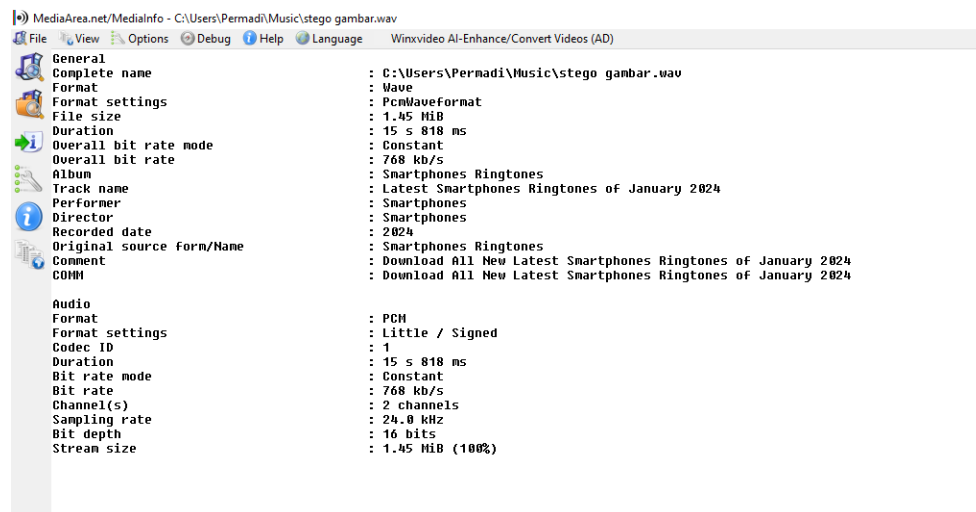 MediaArea.net/MediaInfo - C:\Users\Permadi\Music\stego gambar.wav
File View Options Debug Help Language Winxvideo AI-Enhance/Convert Videos (AD)
General
Complete name : C:\Users\Permadi\Music\stego gambar.wav
Format : Wave
Format settings : PcmWaveformat
File size : 1.45 MiB
Duration : 15 s 818 ms
Overall bit rate mode : Constant
Overall bit rate : 768 kb/s
Album : Smartphones Ringtones
Track name : Latest Smartphones Ringtones of January 2024
Performer : Smartphones
Director : Smartphones
Recorded date : 2024
Original source form/Name : Smartphones Ringtones
Comment : Download All New Latest Smartphones Ringtones of January 2024
COMM : Download All New Latest Smartphones Ringtones of January 2024
Audio
Format : PCM
Format settings : Little / Signed
Codec ID : 1
Duration : 15 s 818 ms
Bit rate mode : Constant
Bit rate : 768 kb/s
Channel(s) : 2 channels
Sampling rate : 24.0 kHz
Bit depth : 16 bits
Stream size : 1.45 MiB (100%)